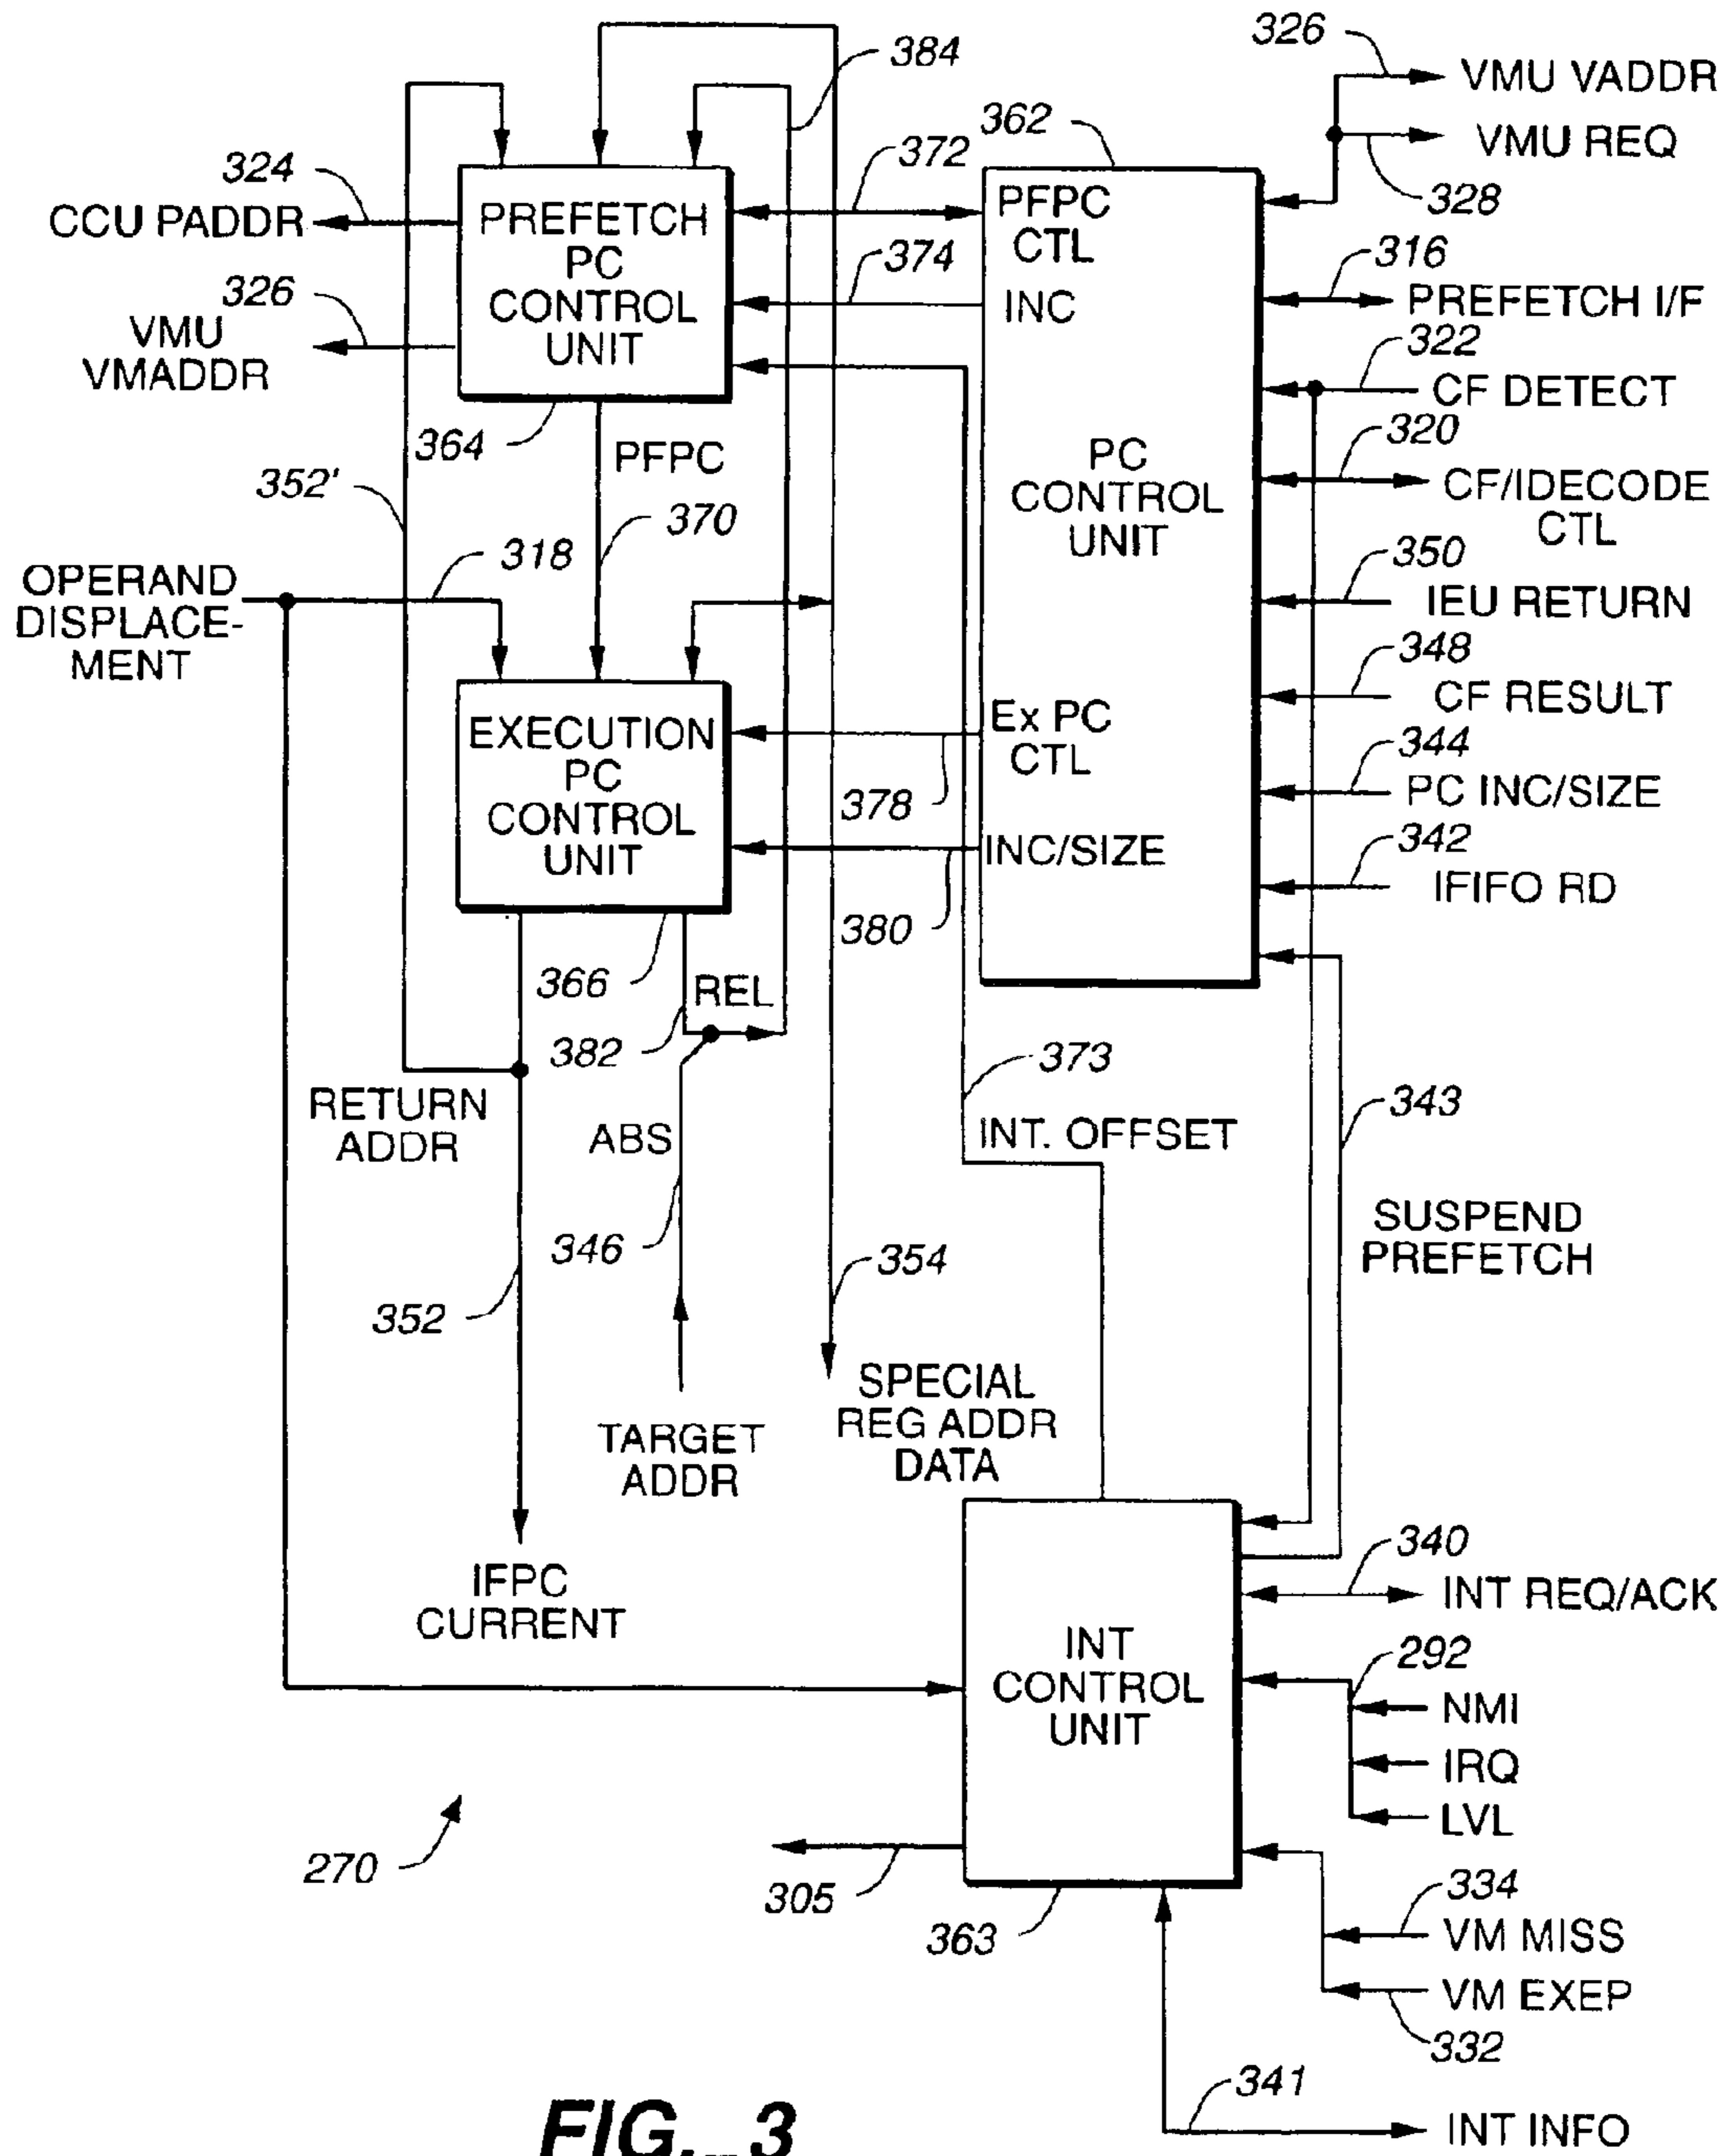 326
VMU VADDR
384
362
VMU REQ
372
328
324
CCU PADDR
PREFETCH
PC
CONTROL
UNIT
PFPC
CTL
374
INC
316
PREFETCH I/F
326
VMU
VMADDR
322
CF DETECT
364
PFPC
320
PC
CONTROL
UNIT
CF/IDECODE
CTL
352'
370
318
350
OPERAND
DISPLACE-
MENT
IEU RETURN
348
CF RESULT
EXECUTION
PC
CONTROL
UNIT
Ex PC
CTL
344
378
PC INC/SIZE
INC/SIZE
342
IFIFO RD
380
366
REL
382
373
343
RETURN
ADDR
ABS
INT. OFFSET
346
354
SUSPEND
PREFETCH
352
SPECIAL
REG ADDR
DATA
TARGET
ADDR
340
IFPC
CURRENT
INT REQ/ACK
INT
CONTROL
UNIT
292
NMI
IRQ
LVL
270
305
363
334
VM MISS
VM EXEP
332
341
INT INFO
FIG._3